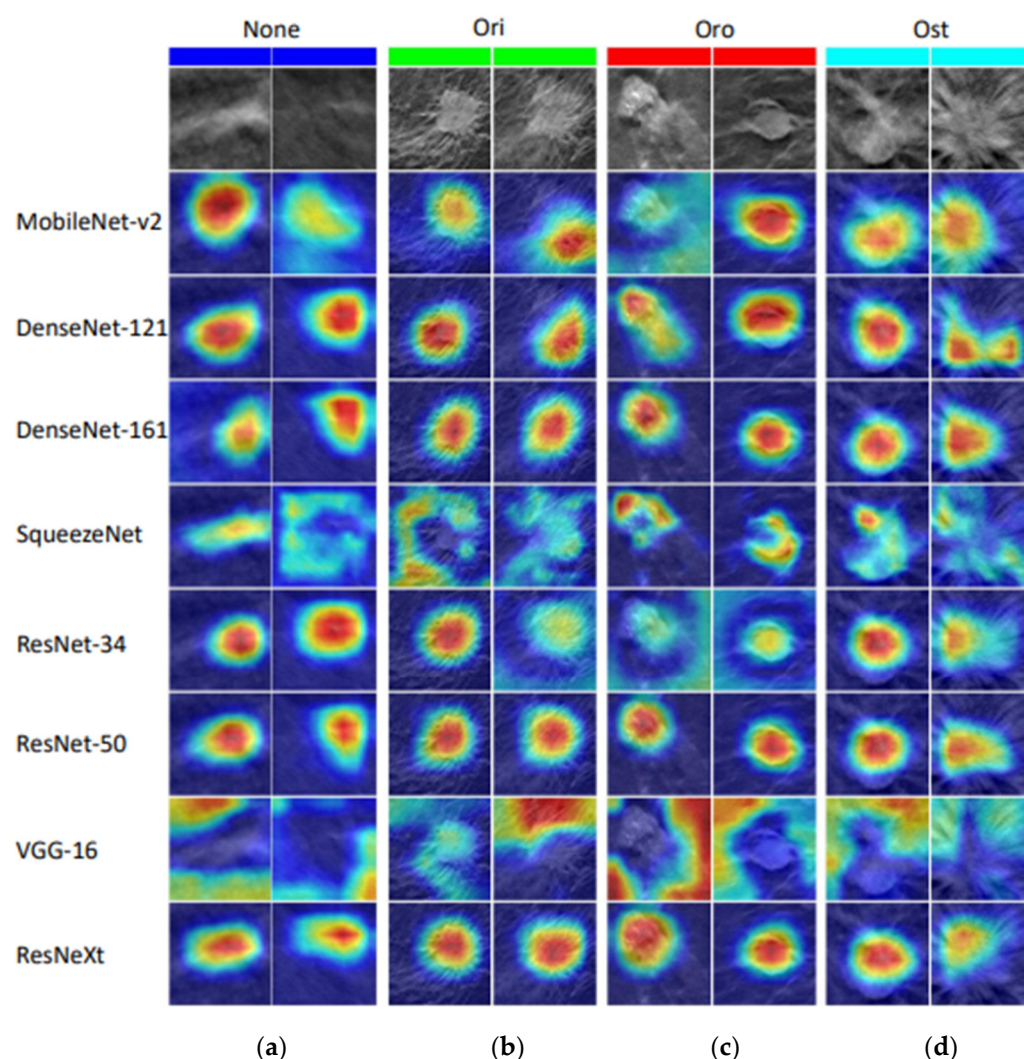 None Ori Oro Ost
MobileNet-v2
DenseNet-121
DenseNet-161
SqueezeNet
ResNet-34
ResNet-50
VGG-16
ResNeXt
(a) (b) (c) (d)